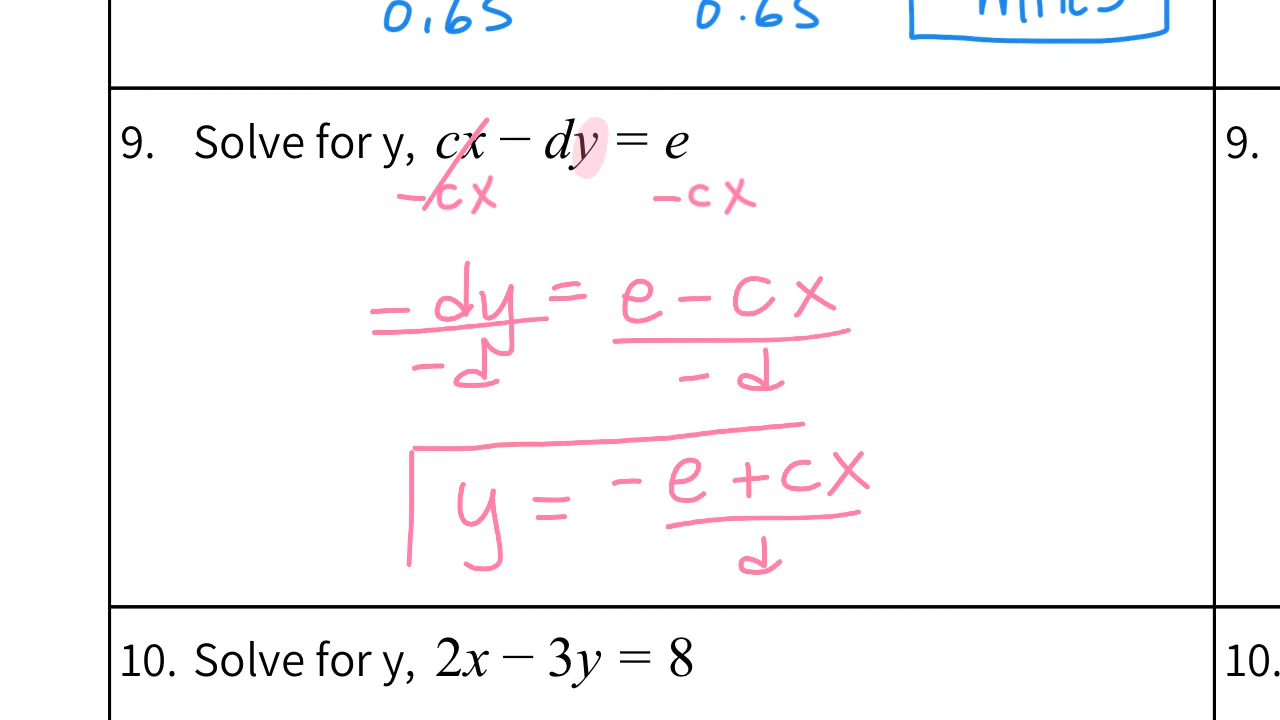 0.65 0.65
9. Solve for y, cx − dy = e 9.
−cx −cx
−dy = e − cx
−d −d
y = −e + cx
d
10. Solve for y, 2x − 3y = 8 10.